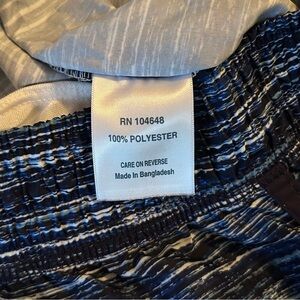 RN 104648
100% POLYESTER
CARE ON REVERSE
Made In Bangladesh